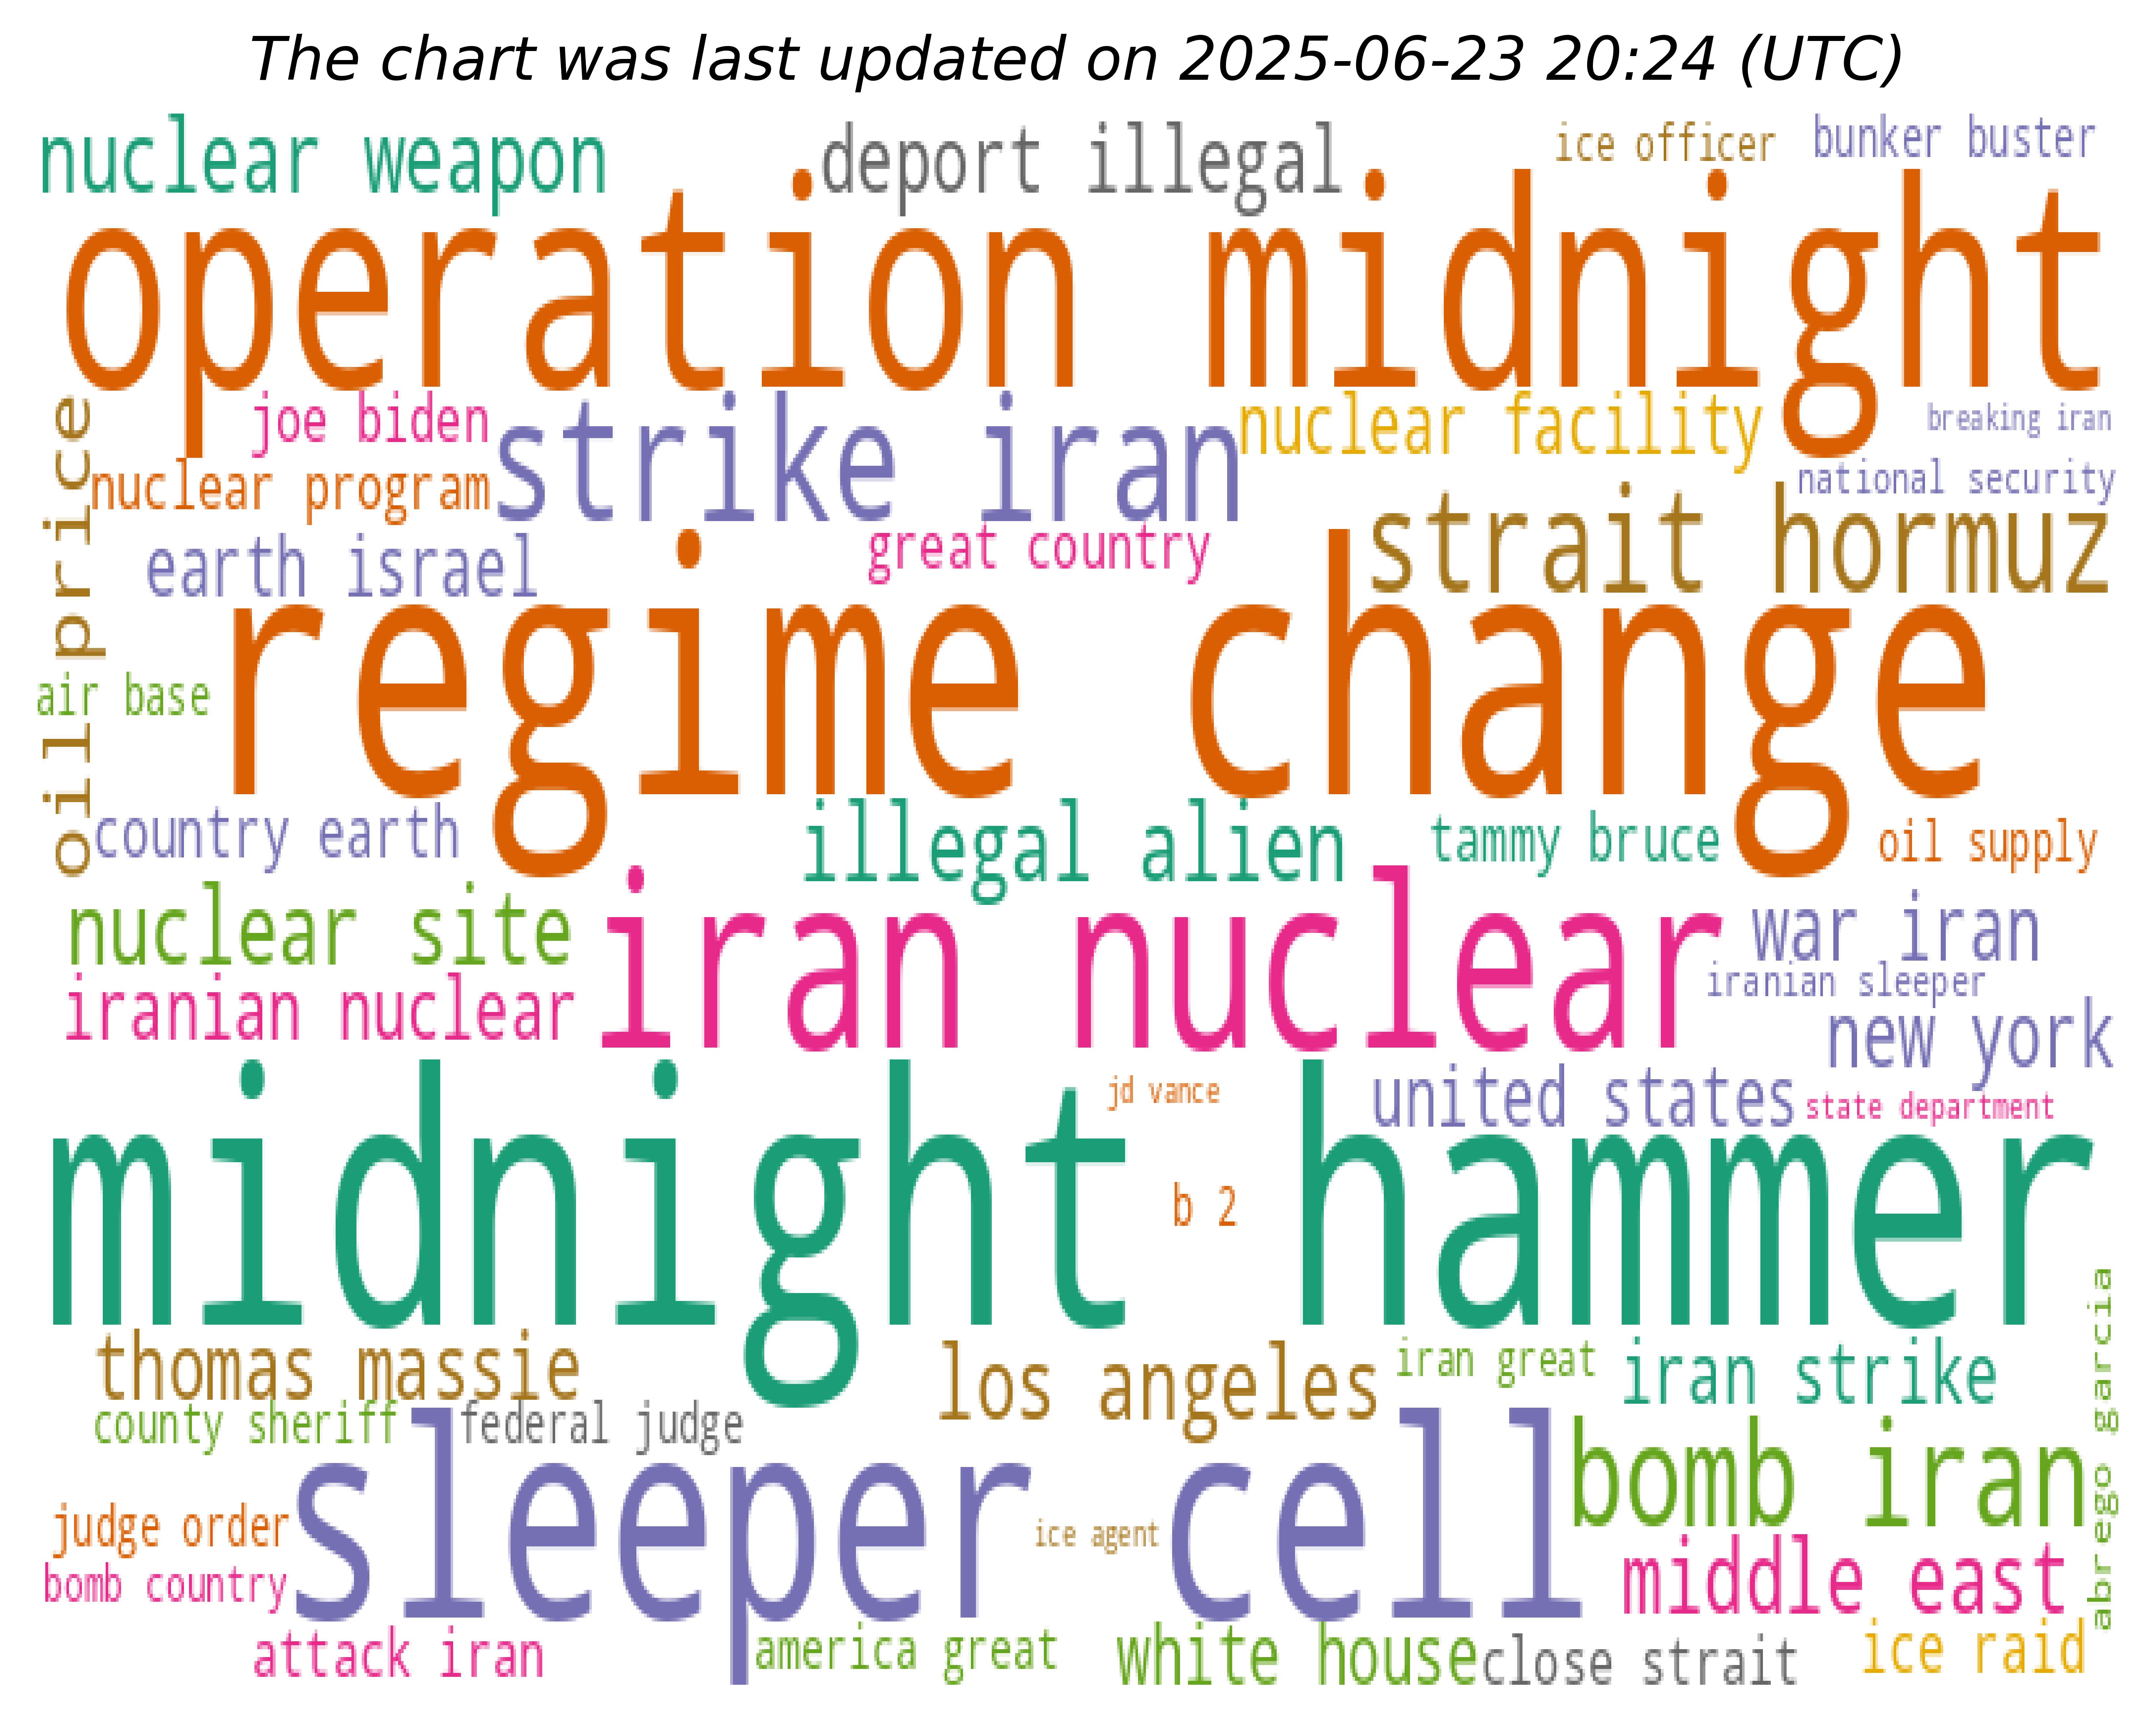 The chart was last updated on 2025-06-23 20:24 (UTC)
nuclear weapon
deport illegal
ice officer
bunker buster
operation midnight
oil price
joe biden
strike iran
nuclear facility
breaking iran
nuclear program
national security
earth israel
great country
strait hormuz
regime change
air base
country earth
illegal alien
tammy bruce
oil supply
nuclear site
iran nuclear
war iran
iranian sleeper
iranian nuclear
new york
jd vance
united states
state department
midnight hammer
b 2
abrego garcia
thomas massie
los angeles
iran great
iran strike
county sheriff
federal judge
sleeper cell
bomb iran
judge order
ice agent
bomb country
middle east
attack iran
america great
white house
close strait
ice raid